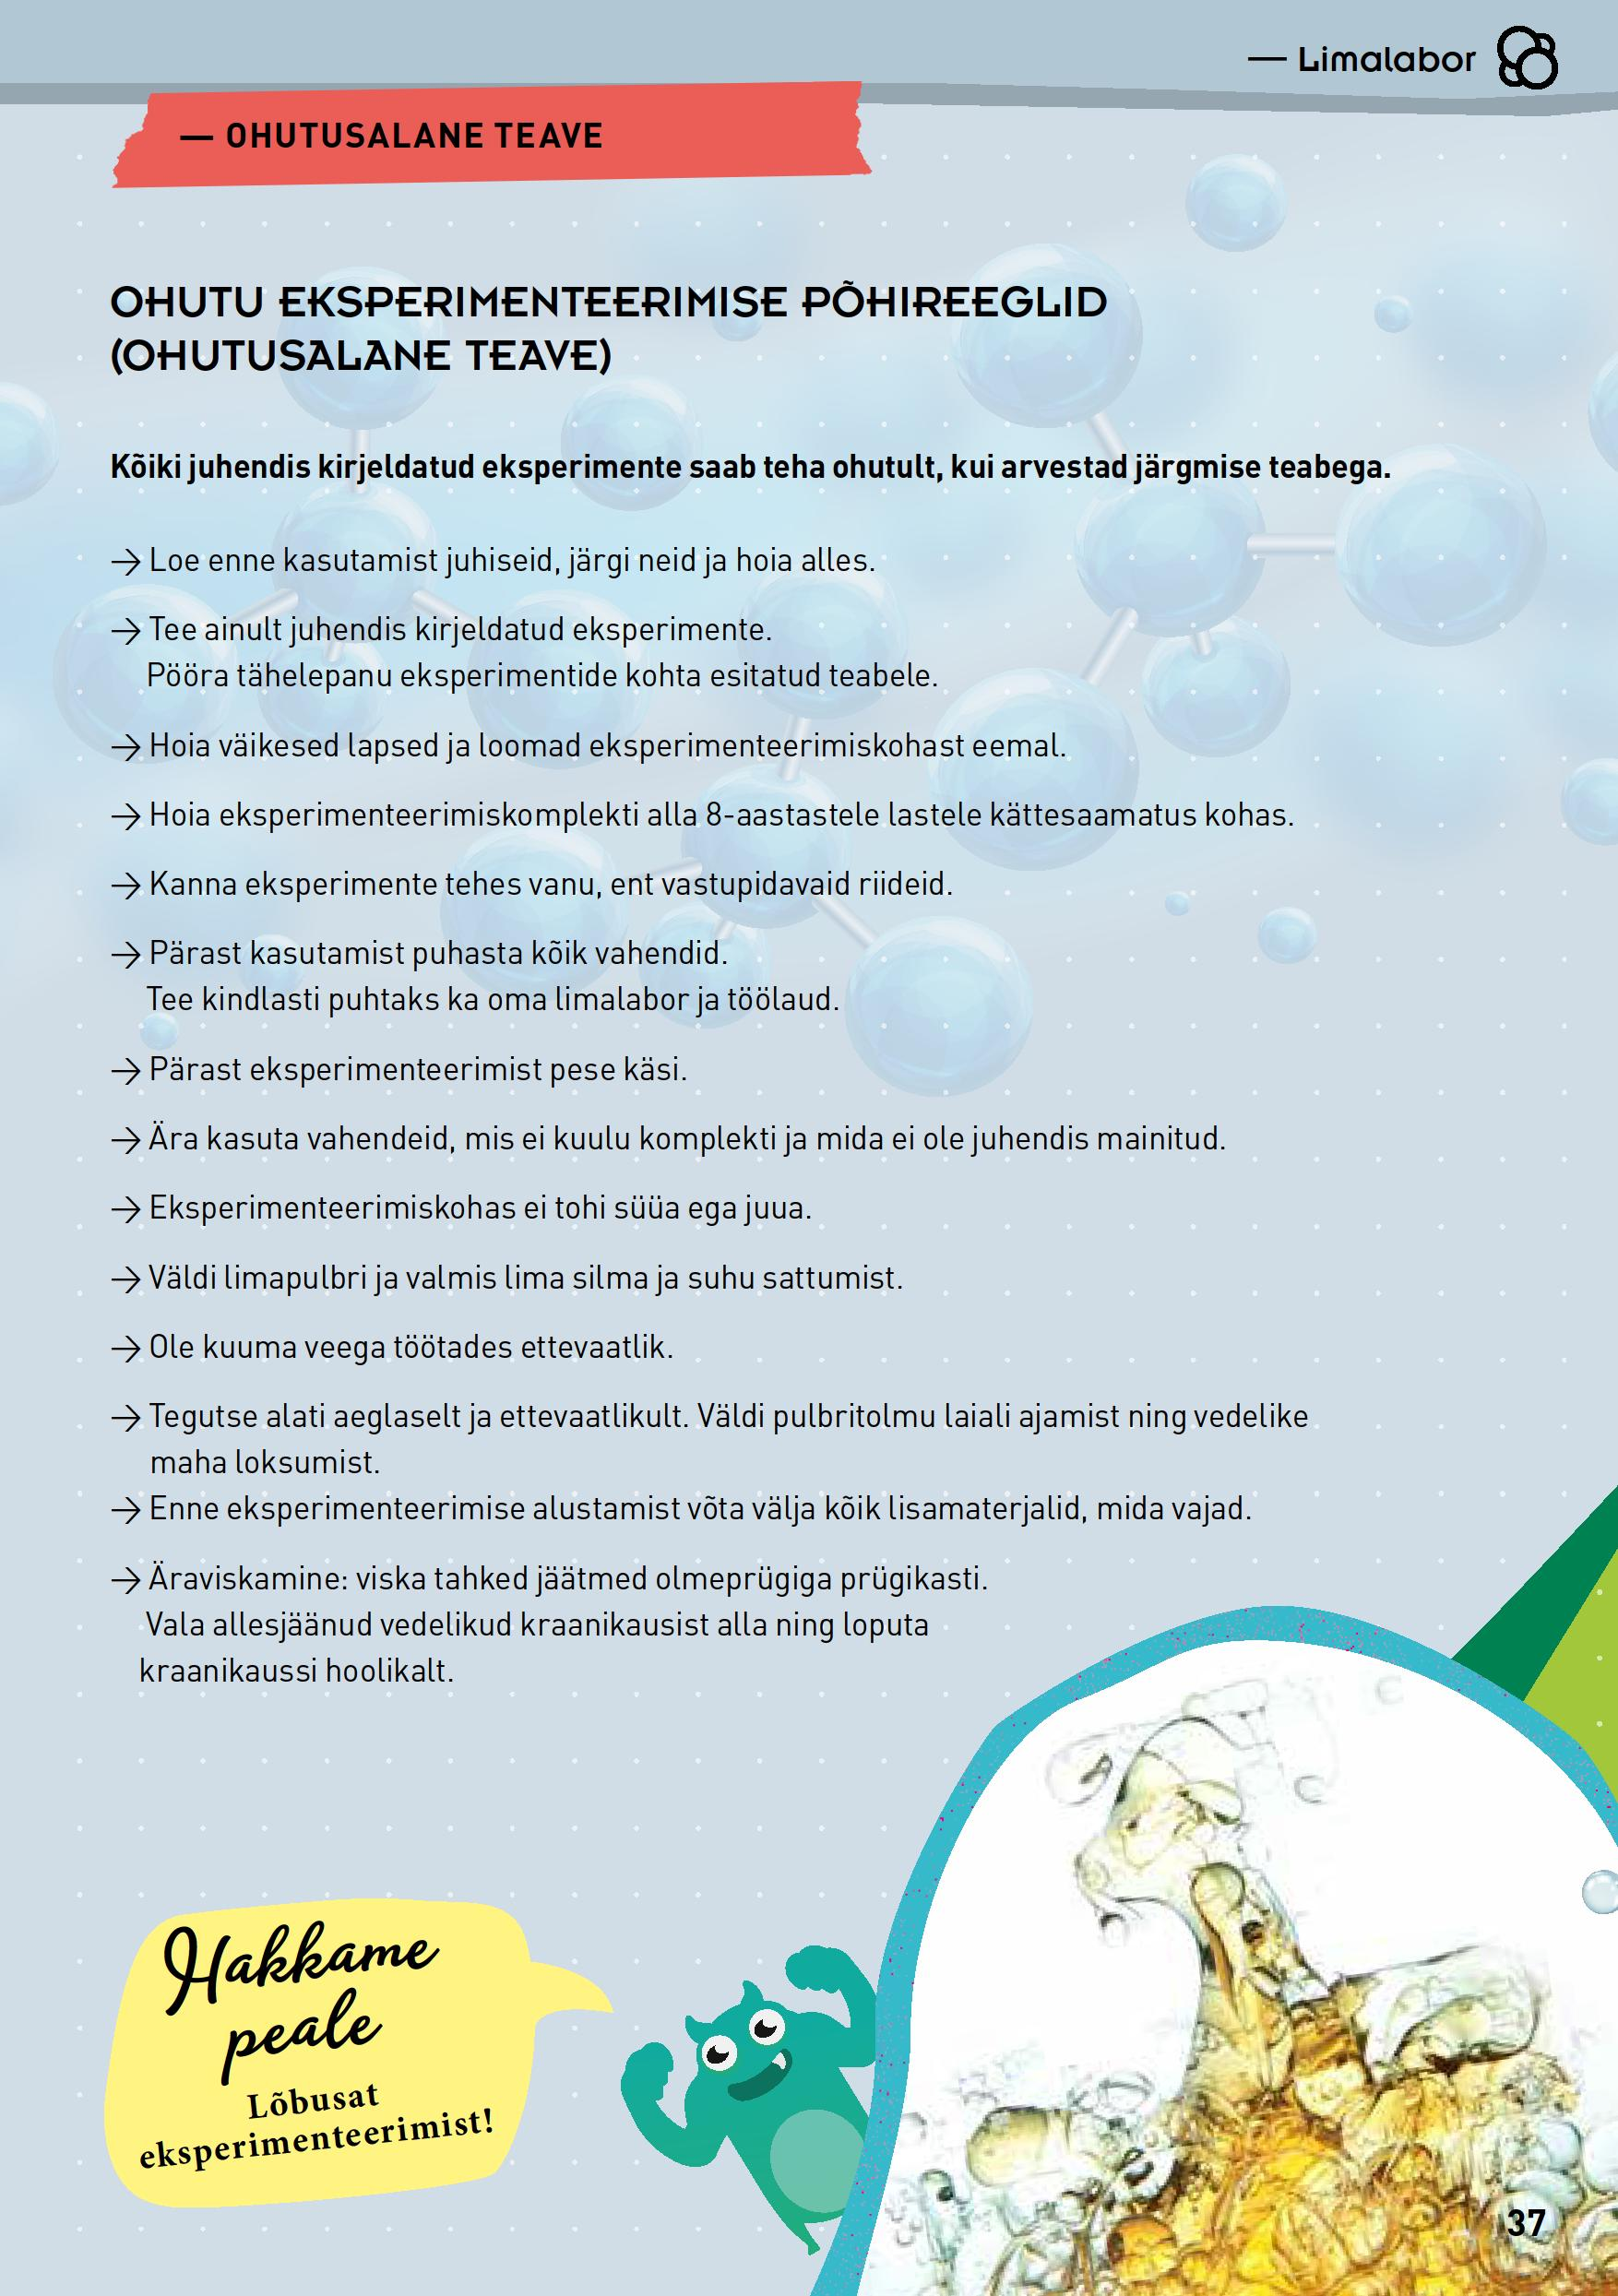 — Limalabor
— OHUTUSALANE TEAVE
OHUTU EKSPERIMENTEERIMISE PÕHIREEGLID
(OHUTUSALANE TEAVE)
Kõiki juhendis kirjeldatud eksperimente saab teha ohutult, kui arvestad järgmise teabega.
→ Loe enne kasutamist juhiseid, järgi neid ja hoia alles.
→ Tee ainult juhendis kirjeldatud eksperimente.
Pööra tähelepanu eksperimentide kohta esitatud teabele.
→ Hoia väikesed lapsed ja loomad eksperimenteerimiskohast eemal.
→ Hoia eksperimenteerimiskomplekti alla 8-aastastele lastele kättesaamatus kohas.
→ Kanna eksperimente tehes vanu, ent vastupidavaid riideid.
→ Pärast kasutamist puhasta kõik vahendid.
Tee kindlasti puhtaks ka oma limalabor ja töölaud.
→ Pärast eksperimenteerimist pese käsi.
→ Ära kasuta vahendeid, mis ei kuulu komplekti ja mida ei ole juhendis mainitud.
→ Eksperimenteerimiskohas ei tohi süüa ega juua.
→ Väldi limapulbri ja valmis lima silma ja suhu sattumist.
→ Ole kuuma veega töötades ettevaatlik.
→ Tegutse alati aeglaselt ja ettevaatlikult. Väldi pulbritolmu laiali ajamist ning vedelike
maha loksumist.
→ Enne eksperimenteerimise alustamist võta välja kõik lisamaterjalid, mida vajad.
→ Äraviskamine: viska tahked jäätmed olmeprügiga prügikasti.
Vala allesjäänud vedelikud kraanikausist alla ning loputa
kraanikaussi hoolikalt.
Hakkame
peale
Lõbusat
eksperimenteerimist!
37